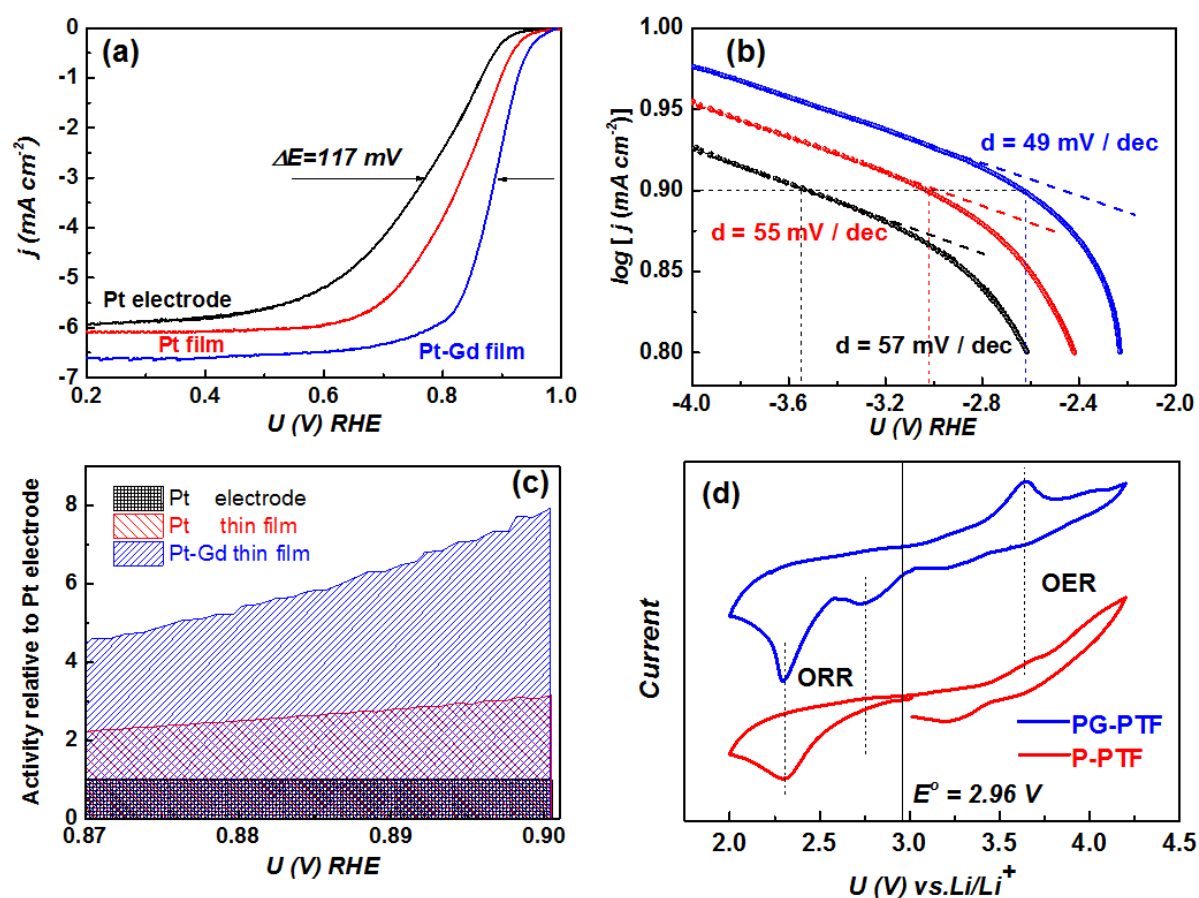 (a)
0
-1
-2
-3
-4
-5
-6
-7
j (mA cm-2)
ΔE=117 mV
Pt electrode
Pt film
Pt-Gd film
0.2 0.4 0.6 0.8 1.0
U (V) RHE
(b)
1.00
0.95
0.90
0.85
0.80
log [ j (mA cm-2)]
d = 49 mV / dec
d = 55 mV / dec
d = 57 mV / dec
-4.0 -3.6 -3.2 -2.8 -2.4 -2.0
U (V) RHE
(c)
8
6
4
2
0
Activity relative to Pt electrode
Pt electrode
Pt thin film
Pt-Gd thin film
0.87 0.88 0.89 0.90
U (V) RHE
(d)
Current
OER
ORR
PG-PTF
P-PTF
Eo = 2.96 V
2.0 2.5 3.0 3.5 4.0 4.5
U (V) vs.Li/Li+